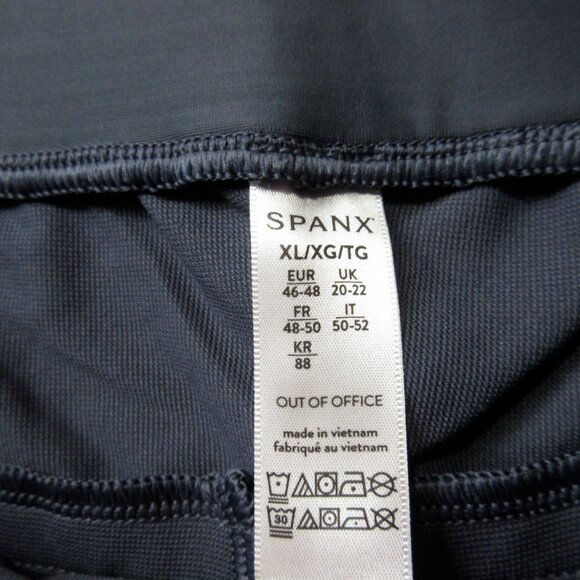 SPANX
XL/XG/TG
EUR UK
46-48 20-22
FR IT
48-50 50-52
KR
88
OUT OF OFFICE
made in vietnam
fabriqué au vietnam
30